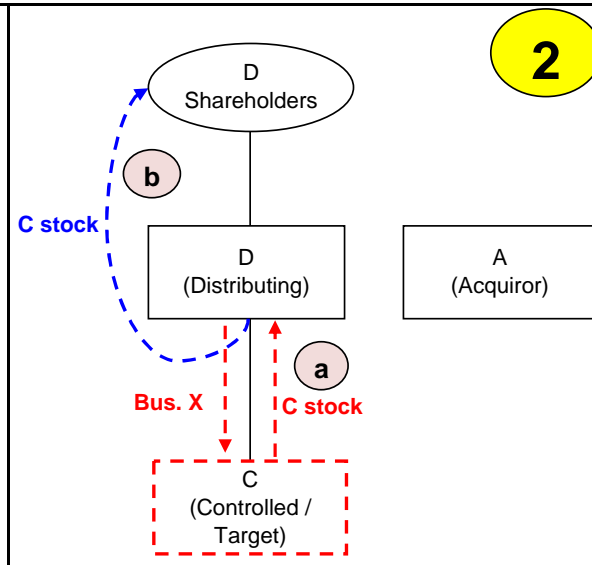 2
D
Shareholders
b
C stock
D
(Distributing)
A
(Acquiror)
a
Bus. X
C stock
C
(Controlled /
Target)